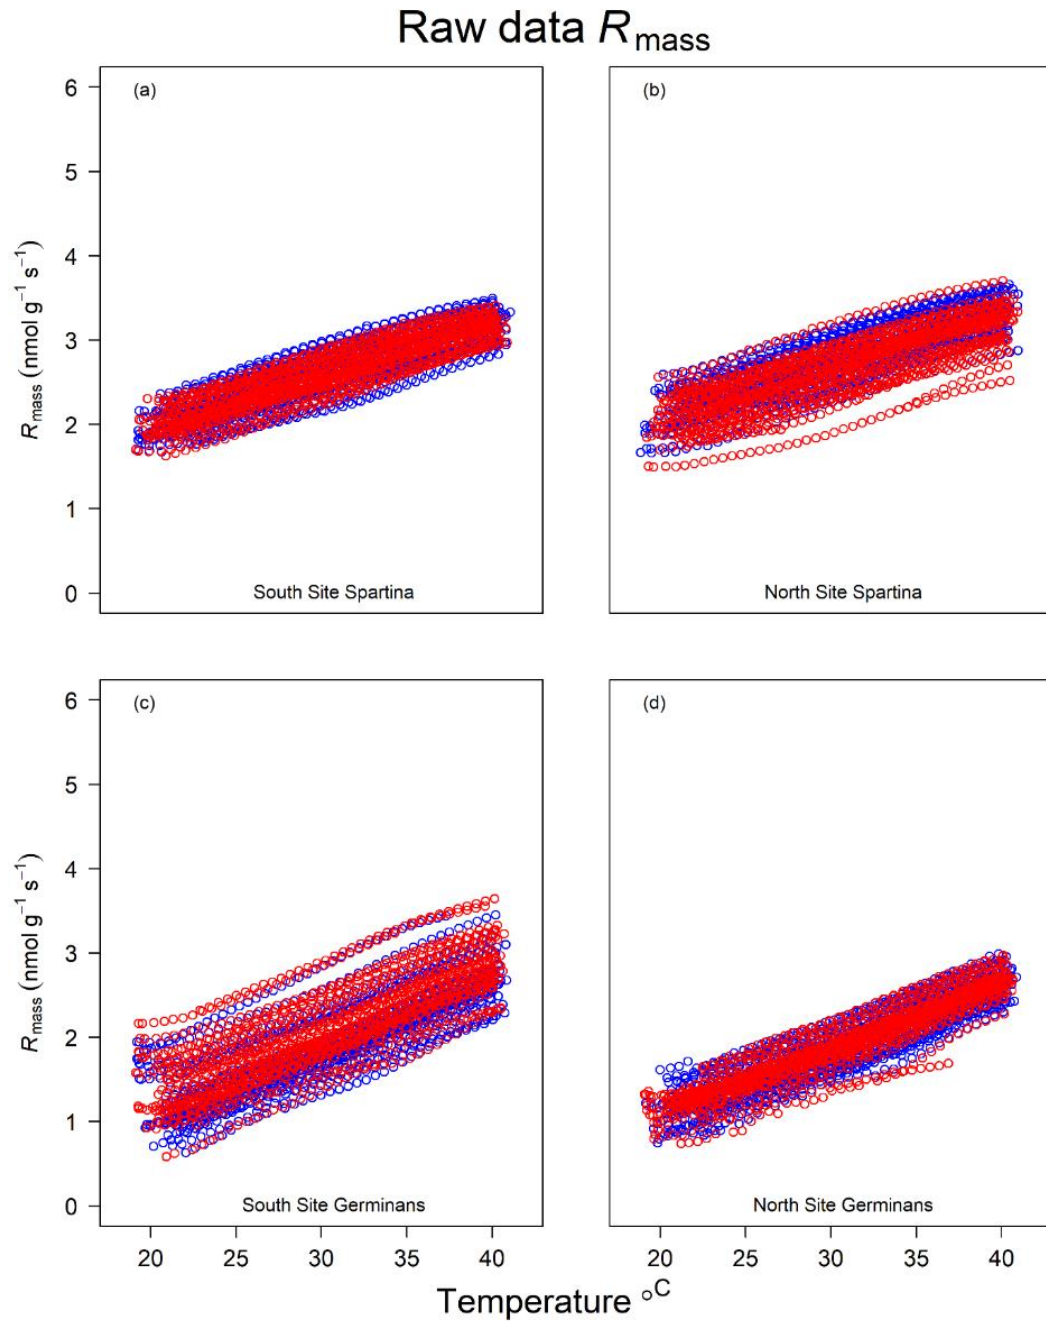 Raw data Rmass
(a)
(b)
6
5
4
3
2
1
0
Rmass (nmol g−1 s−1)
South Site Spartina
North Site Spartina
(c)
(d)
6
5
4
3
2
1
0
Rmass (nmol g−1 s−1)
South Site Germinans
North Site Germinans
20 25 30 35 40
20 25 30 35 40
Temperature oC